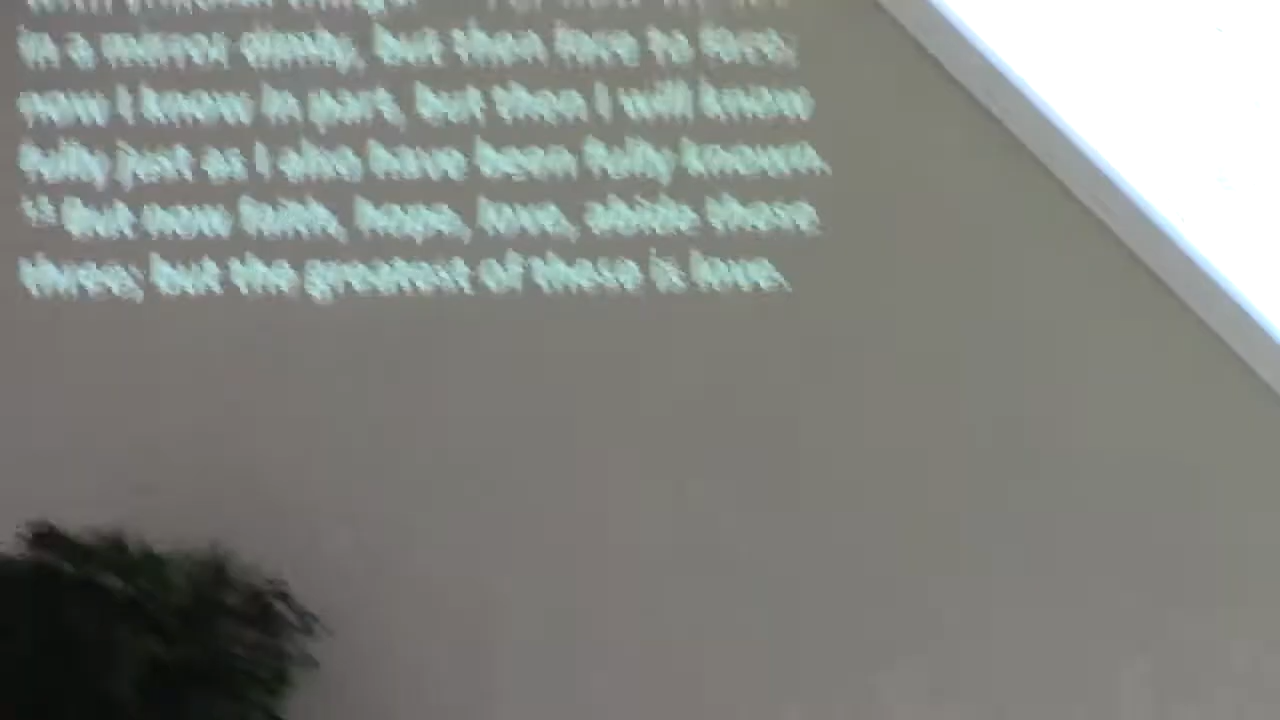 in a mirror dimly, but then face to face;
now I know in part, but then I will know
fully just as I also have been fully known.
13 But now faith, hope, love, abide these
three; but the greatest of these is love.